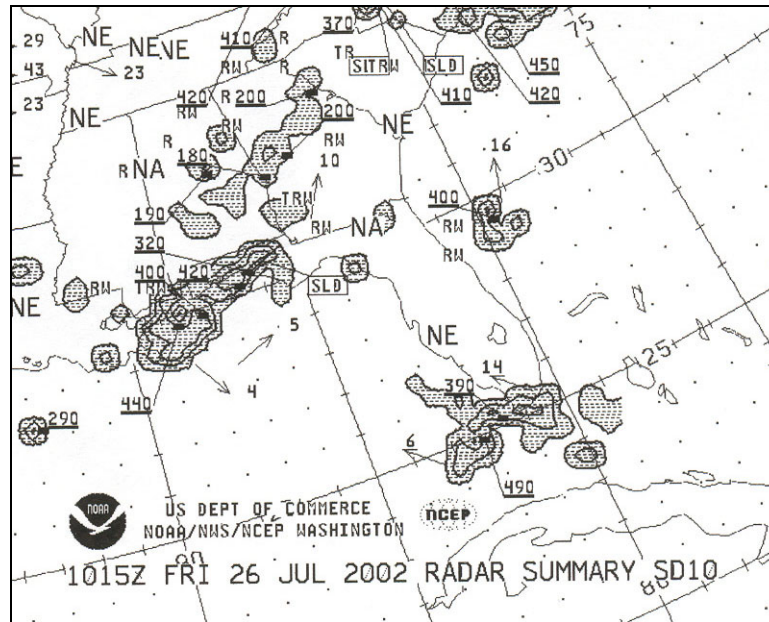 370
75
29
NE
NE
NE
410
R
TR
450
R
RW
SITRW
SLD
43
23
420
R
200
410
420
23
RW
RW
200
NE
R
NE
RW
180
R
NA
10
16
30
E
TRW
400
190
RW
NA
RW
320
RW
400
420
TRW
RW
SLD
NE
5
NE
25
14
390
4
440
290
6
490
NOAA
US DEPT OF COMMERCE
NOAA/NWS/NCEP WASHINGTON
NCEP
90
1015Z FRI 26 JUL 2002 RADAR SUMMARY SD10
80